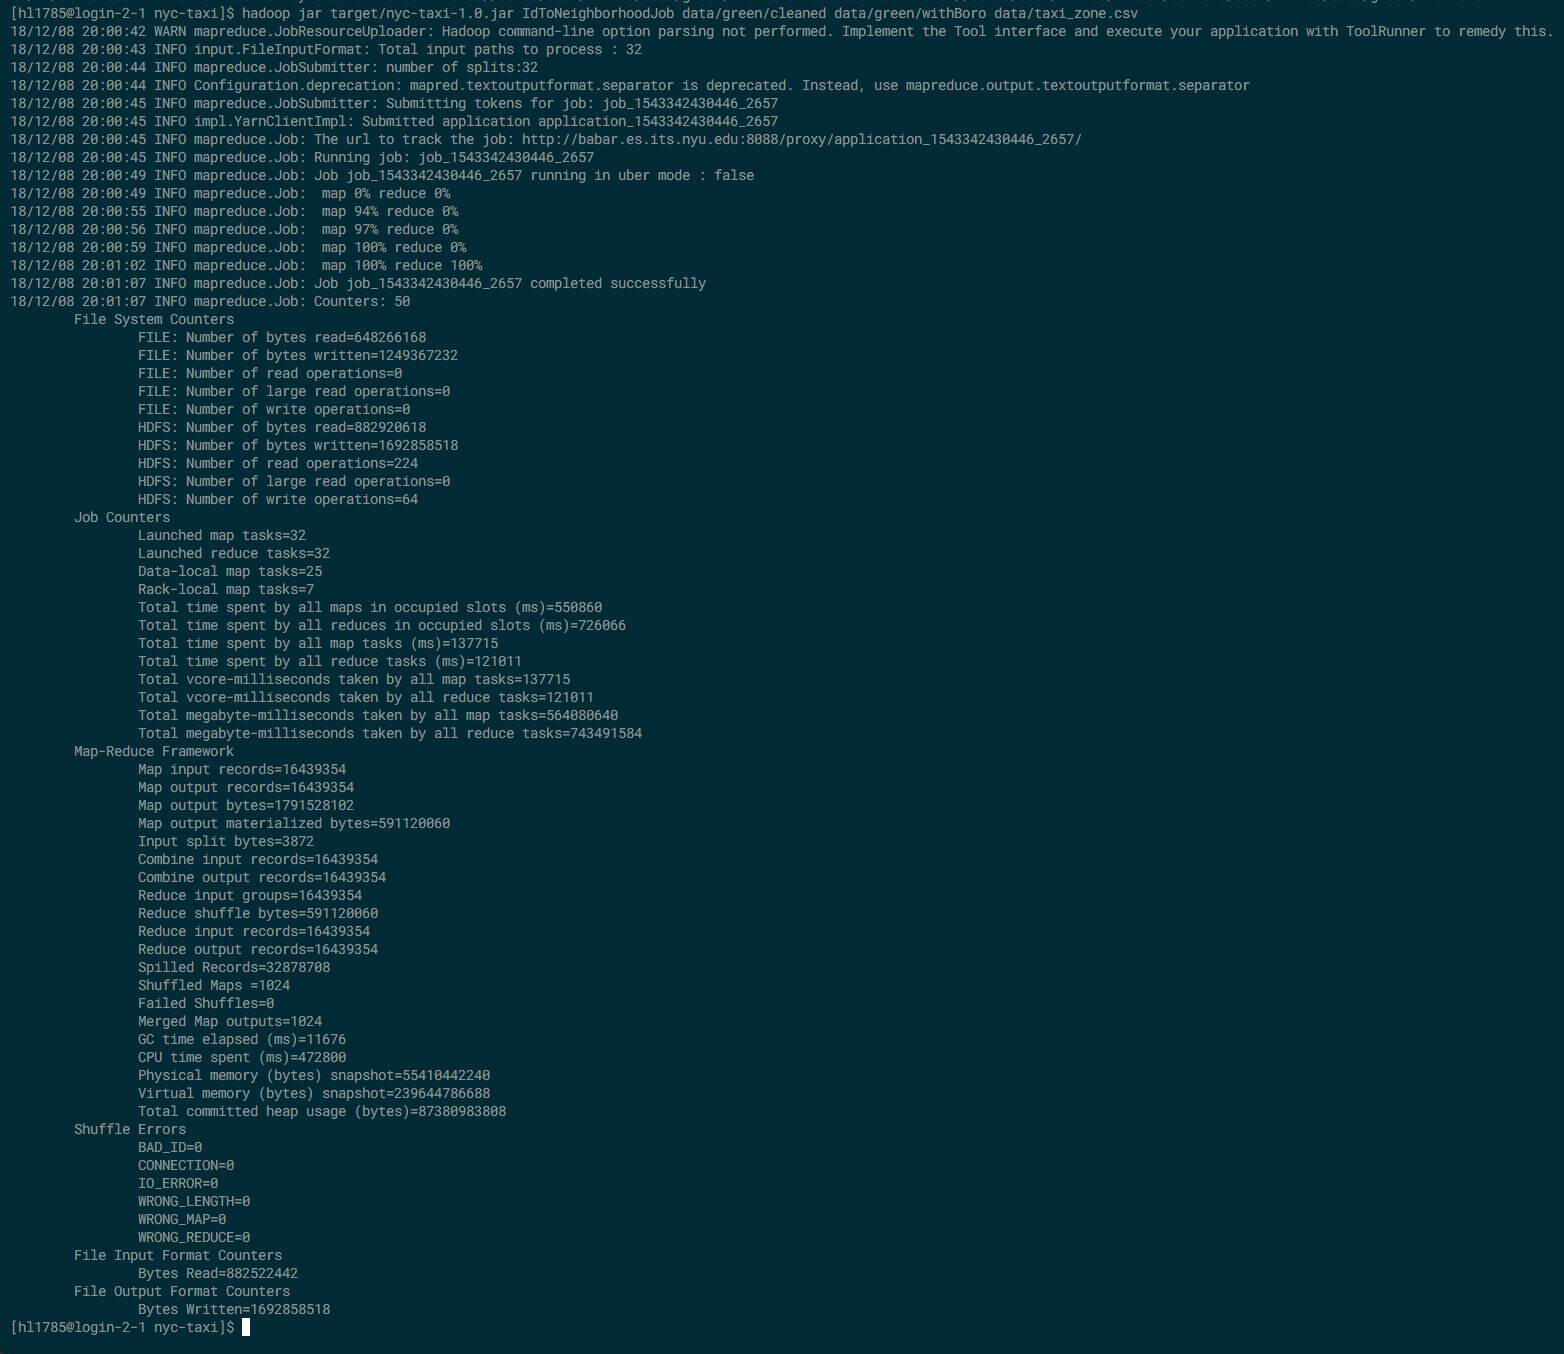 [hl1785@login-2-1 nyc-taxi]$ hadoop jar target/nyc-taxi-1.0.jar IdToNeighborhoodJob data/green/cleaned data/green/withBoro data/taxi_zone.csv
18/12/08 20:00:42 WARN mapreduce.JobResourceUploader: Hadoop command-line option parsing not performed. Implement the Tool interface and execute your application with ToolRunner to remedy this.
18/12/08 20:00:43 INFO input.FileInputFormat: Total input paths to process : 32
18/12/08 20:00:44 INFO mapreduce.JobSubmitter: number of splits:32
18/12/08 20:00:44 INFO Configuration.deprecation: mapred.textoutputformat.separator is deprecated. Instead, use mapreduce.output.textoutputformat.separator
18/12/08 20:00:45 INFO mapreduce.JobSubmitter: Submitting tokens for job: job_1543342430446_2657
18/12/08 20:00:45 INFO impl.YarnClientImpl: Submitted application application_1543342430446_2657
18/12/08 20:00:45 INFO mapreduce.Job: The url to track the job: http://babar.es.its.nyu.edu:8088/proxy/application_1543342430446_2657/
18/12/08 20:00:45 INFO mapreduce.Job: Running job: job_1543342430446_2657
18/12/08 20:00:49 INFO mapreduce.Job: Job job_1543342430446_2657 running in uber mode : false
18/12/08 20:00:49 INFO mapreduce.Job:  map 0% reduce 0%
18/12/08 20:00:55 INFO mapreduce.Job:  map 94% reduce 0%
18/12/08 20:00:56 INFO mapreduce.Job:  map 97% reduce 0%
18/12/08 20:00:59 INFO mapreduce.Job:  map 100% reduce 0%
18/12/08 20:01:02 INFO mapreduce.Job:  map 100% reduce 100%
18/12/08 20:01:07 INFO mapreduce.Job: Job job_1543342430446_2657 completed successfully
18/12/08 20:01:07 INFO mapreduce.Job: Counters: 50
File System Counters
FILE: Number of bytes read=648266168
FILE: Number of bytes written=1249367232
FILE: Number of read operations=0
FILE: Number of large read operations=0
FILE: Number of write operations=0
HDFS: Number of bytes read=882920618
HDFS: Number of bytes written=1692858518
HDFS: Number of read operations=224
HDFS: Number of large read operations=0
HDFS: Number of write operations=64
Job Counters
Launched map tasks=32
Launched reduce tasks=32
Data-local map tasks=25
Rack-local map tasks=7
Total time spent by all maps in occupied slots (ms)=550860
Total time spent by all reduces in occupied slots (ms)=726066
Total time spent by all map tasks (ms)=137715
Total time spent by all reduce tasks (ms)=121011
Total vcore-milliseconds taken by all map tasks=137715
Total vcore-milliseconds taken by all reduce tasks=121011
Total megabyte-milliseconds taken by all map tasks=564080640
Total megabyte-milliseconds taken by all reduce tasks=743491584
Map-Reduce Framework
Map input records=16439354
Map output records=16439354
Map output bytes=1791528102
Map output materialized bytes=591120060
Input split bytes=3872
Combine input records=16439354
Combine output records=16439354
Reduce input groups=16439354
Reduce shuffle bytes=591120060
Reduce input records=16439354
Reduce output records=16439354
Spilled Records=32878708
Shuffled Maps =1024
Failed Shuffles=0
Merged Map outputs=1024
GC time elapsed (ms)=11676
CPU time spent (ms)=472800
Physical memory (bytes) snapshot=55410442240
Virtual memory (bytes) snapshot=239644786688
Total committed heap usage (bytes)=87380983808
Shuffle Errors
BAD_ID=0
CONNECTION=0
IO_ERROR=0
WRONG_LENGTH=0
WRONG_MAP=0
WRONG_REDUCE=0
File Input Format Counters
Bytes Read=882522442
File Output Format Counters
Bytes Written=1692858518
[hl1785@login-2-1 nyc-taxi]$